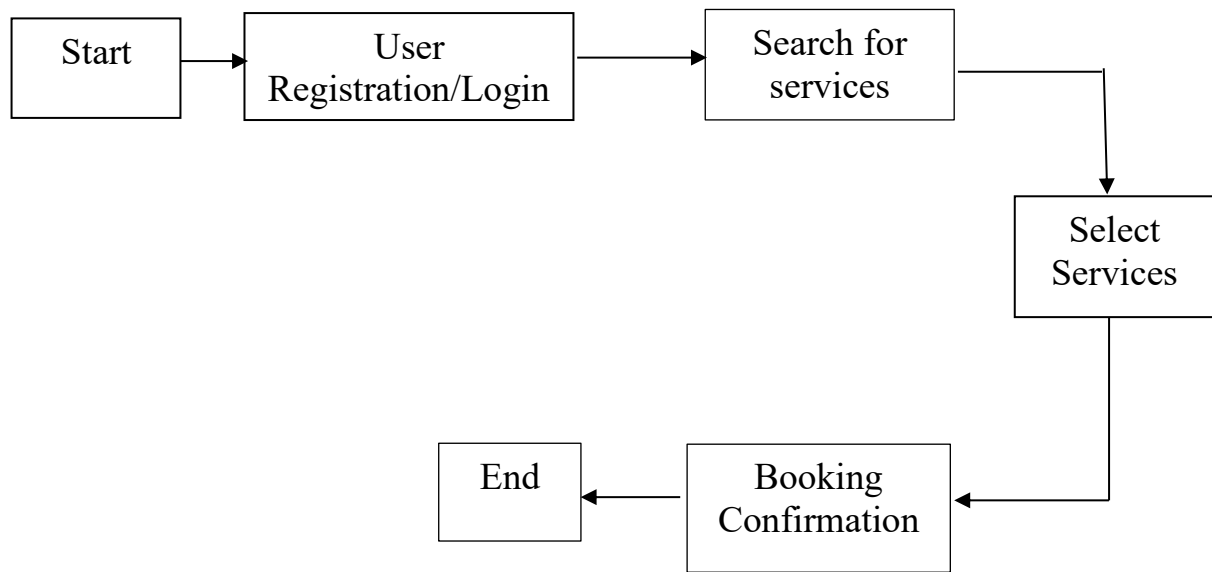 Start
User
Registration/Login
Search for
services
Select
Services
Booking
Confirmation
End